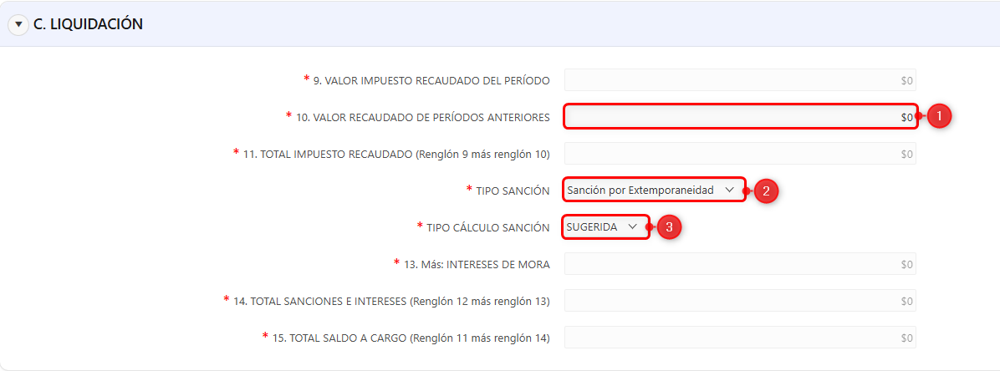 C. LIQUIDACIÓN
* 9. VALOR IMPUESTO RECAUDADO DEL PERÍODO $0
* 10. VALOR RECAUDADO DE PERÍODOS ANTERIORES $0 1
* 11. TOTAL IMPUESTO RECAUDADO (Renglón 9 más renglón 10) $0
* TIPO SANCIÓN Sanción por Extemporaneidad 2
* TIPO CÁLCULO SANCIÓN SUGERIDA 3
* 13. Más: INTERESES DE MORA $0
* 14. TOTAL SANCIONES E INTERESES (Renglón 12 más renglón 13) $0
* 15. TOTAL SALDO A CARGO (Renglón 11 más renglón 14) $0